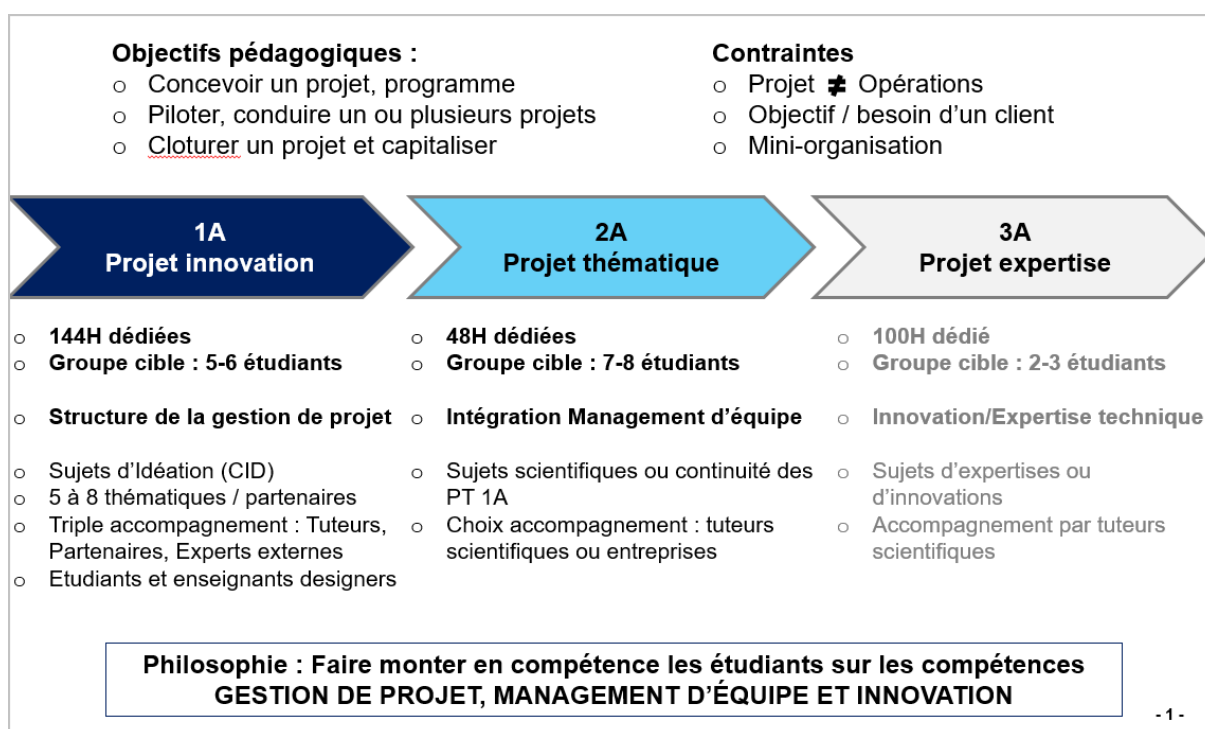 Objectifs pédagogiques :
o Concevoir un projet, programme
o Piloter, conduire un ou plusieurs projets
o Cloturer un projet et capitaliser
Contraintes
o Projet ≠ Opérations
o Objectif / besoin d’un client
o Mini-organisation
1A
Projet innovation
2A
Projet thématique
3A
Projet expertise
o 144H dédiées
o Groupe cible : 5-6 étudiants
o Structure de la gestion de projet
o Sujets d’Idéation (CID)
o 5 à 8 thématiques / partenaires
o Triple accompagnement : Tuteurs,
Partenaires, Experts externes
o Etudiants et enseignants designers
o 48H dédiées
o Groupe cible : 7-8 étudiants
o Intégration Management d’équipe
o Sujets scientifiques ou continuité des
PT 1A
o Choix accompagnement : tuteurs
scientifiques ou entreprises
o 100H dédié
o Groupe cible : 2-3 étudiants
o Innovation/Expertise technique
o Sujets d’expertises ou
d’innovations
o Accompagnement par tuteurs
scientifiques
Philosophie : Faire monter en compétence les étudiants sur les compétences
GESTION DE PROJET, MANAGEMENT D’ÉQUIPE ET INNOVATION
- 1 -